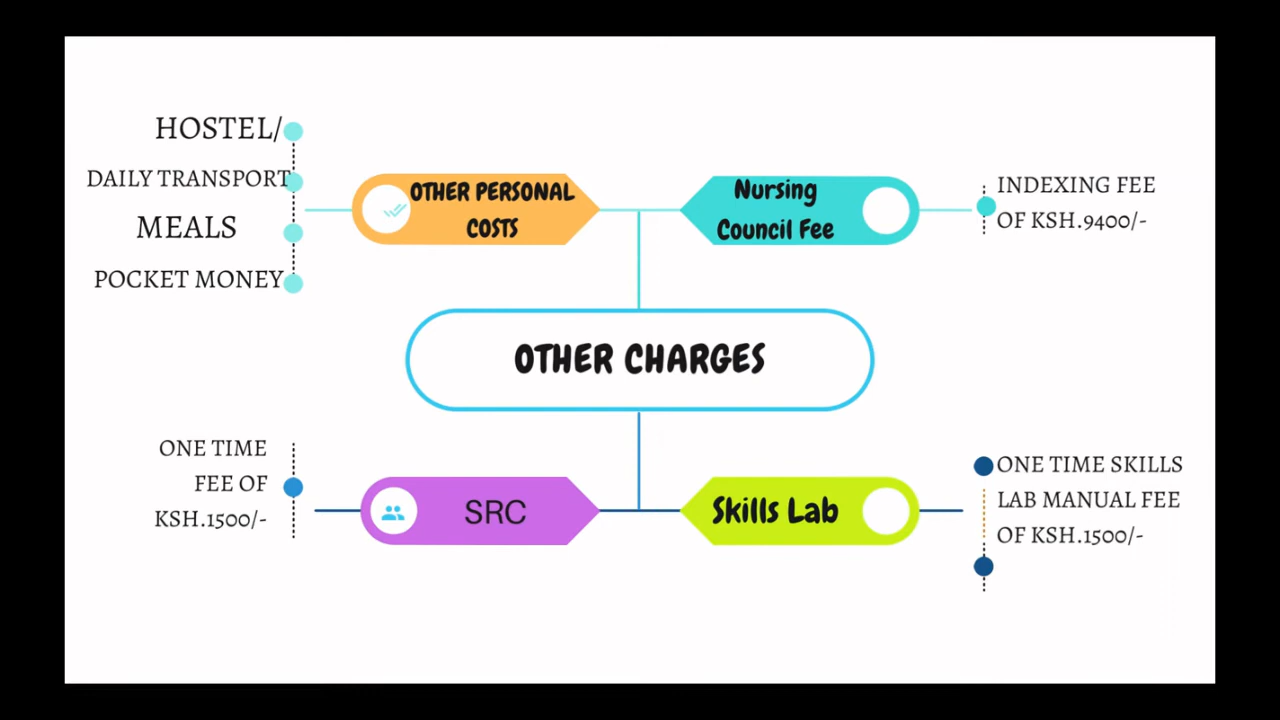 HOSTEL/
DAILY TRANSPORT
MEALS
POCKET MONEY
OTHER PERSONAL
COSTS
Nursing
Council Fee
INDEXING FEE
OF KSH.9400/-
OTHER CHARGES
ONE TIME
FEE OF
KSH.1500/-
SRC
Skills Lab
ONE TIME SKILLS
LAB MANUAL FEE
OF KSH.1500/-